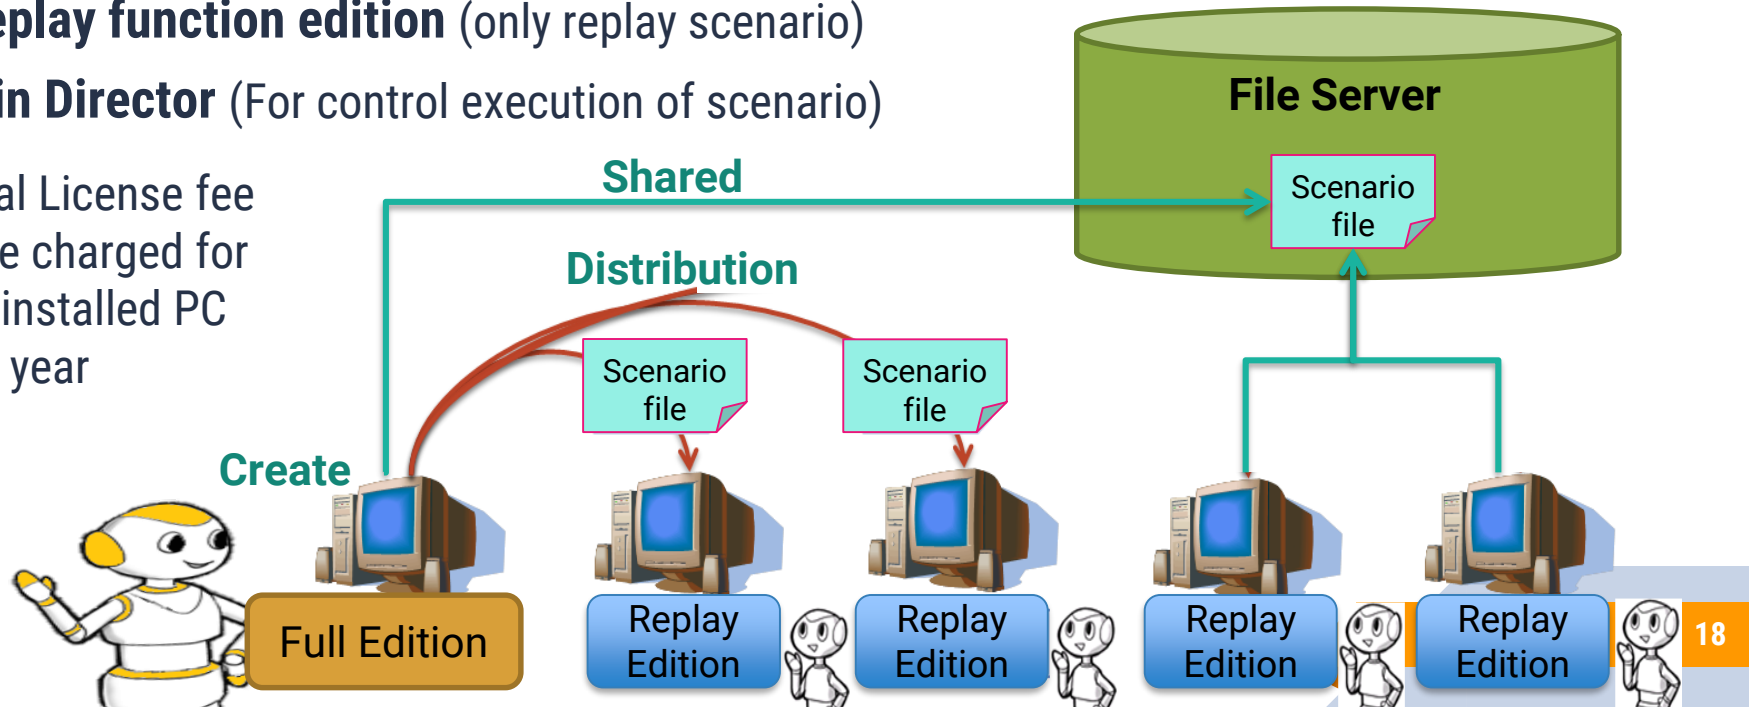 eplay function edition (only replay scenario)
in Director (For control execution of scenario)
al License fee
e charged for
installed PC
year
File Server
Shared
Scenario
file
Distribution
Scenario
file
Scenario
file
Create
Full Edition
Replay
Edition
Replay
Edition
Replay
Edition
Replay
Edition
18